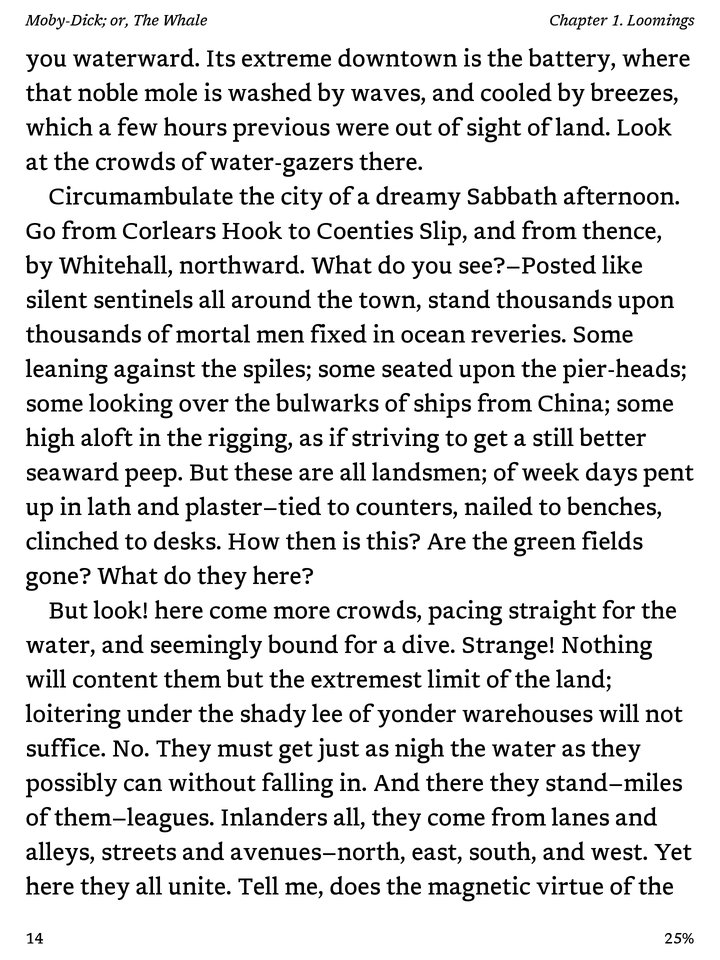 Moby-Dick; or, The Whale
Chapter 1. Loomings
you waterward. Its extreme downtown is the battery, where
that noble mole is washed by waves, and cooled by breezes,
which a few hours previous were out of sight of land. Look
at the crowds of water-gazers there.
Circumambulate the city of a dreamy Sabbath afternoon.
Go from Corlears Hook to Coenties Slip, and from thence,
by Whitehall, northward. What do you see?–Posted like
silent sentinels all around the town, stand thousands upon
thousands of mortal men fixed in ocean reveries. Some
leaning against the spiles; some seated upon the pier-heads;
some looking over the bulwarks of ships from China; some
high aloft in the rigging, as if striving to get a still better
seaward peep. But these are all landsmen; of week days pent
up in lath and plaster–tied to counters, nailed to benches,
clinched to desks. How then is this? Are the green fields
gone? What do they here?
But look! here come more crowds, pacing straight for the
water, and seemingly bound for a dive. Strange! Nothing
will content them but the extremest limit of the land;
loitering under the shady lee of yonder warehouses will not
suffice. No. They must get just as nigh the water as they
possibly can without falling in. And there they stand–miles
of them–leagues. Inlanders all, they come from lanes and
alleys, streets and avenues–north, east, south, and west. Yet
here they all unite. Tell me, does the magnetic virtue of the
14
25%